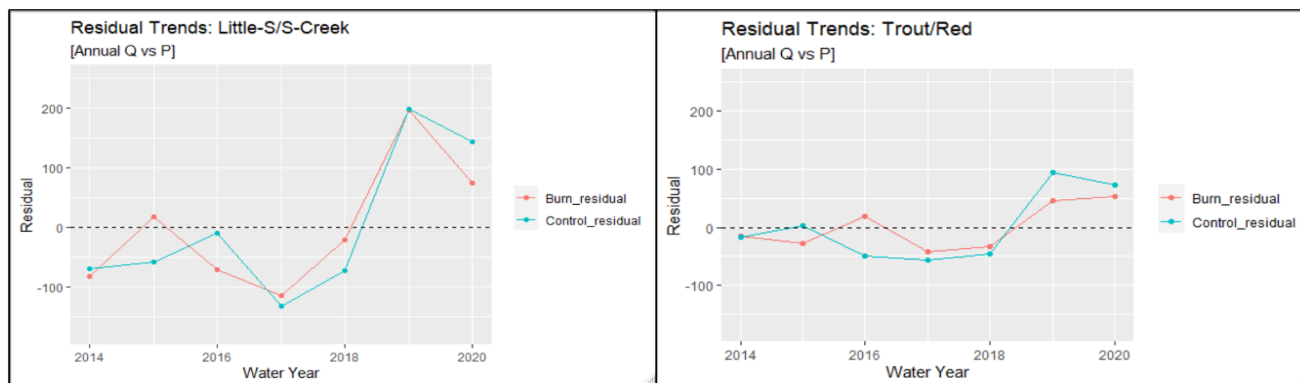 Residual Trends: Little-S/S-Creek
[Annual Q vs P]
200
100
0
-100
Residual
2014
2016
2018
2020
Water Year
Burn_residual
Control_residual
Residual Trends: Trout/Red
[Annual Q vs P]
200
100
0
-100
Residual
2014
2016
2018
2020
Water Year
Burn_residual
Control_residual